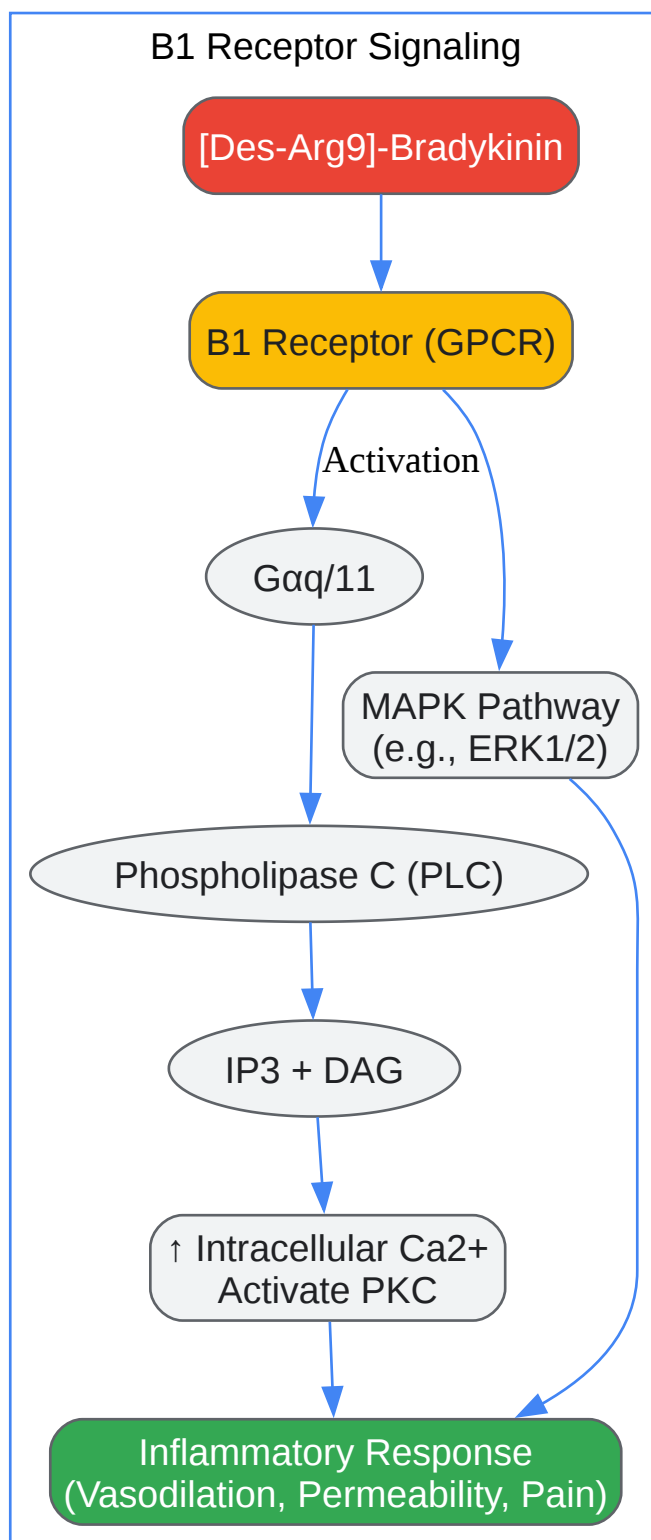 B1 Receptor Signaling
[Des-Arg9]-Bradykinin
B1 Receptor (GPCR)
Activation
Gαq/11
MAPK Pathway
(e.g., ERK1/2)
Phospholipase C (PLC)
IP3 + DAG
↑ Intracellular Ca2+
Activate PKC
Inflammatory Response
(Vasodilation, Permeability, Pain)